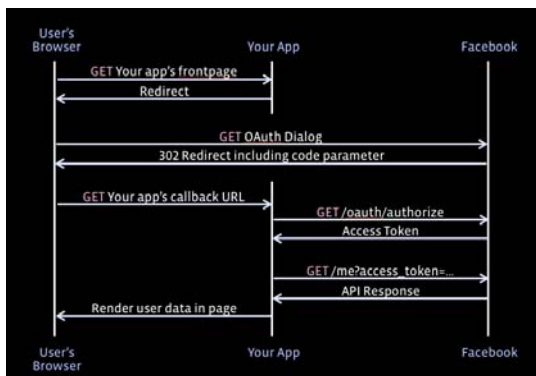 User's
Browser
Your App
Facebook
GET Your app's frontpage
Redirect
GET OAuth Dialog
302 Redirect including code parameter
GET Your app's callback URL
GET /oauth/authorize
Access Token
GET /me?access_token=...
API Response
Render user data in page
User's
Browser
Your App
Facebook